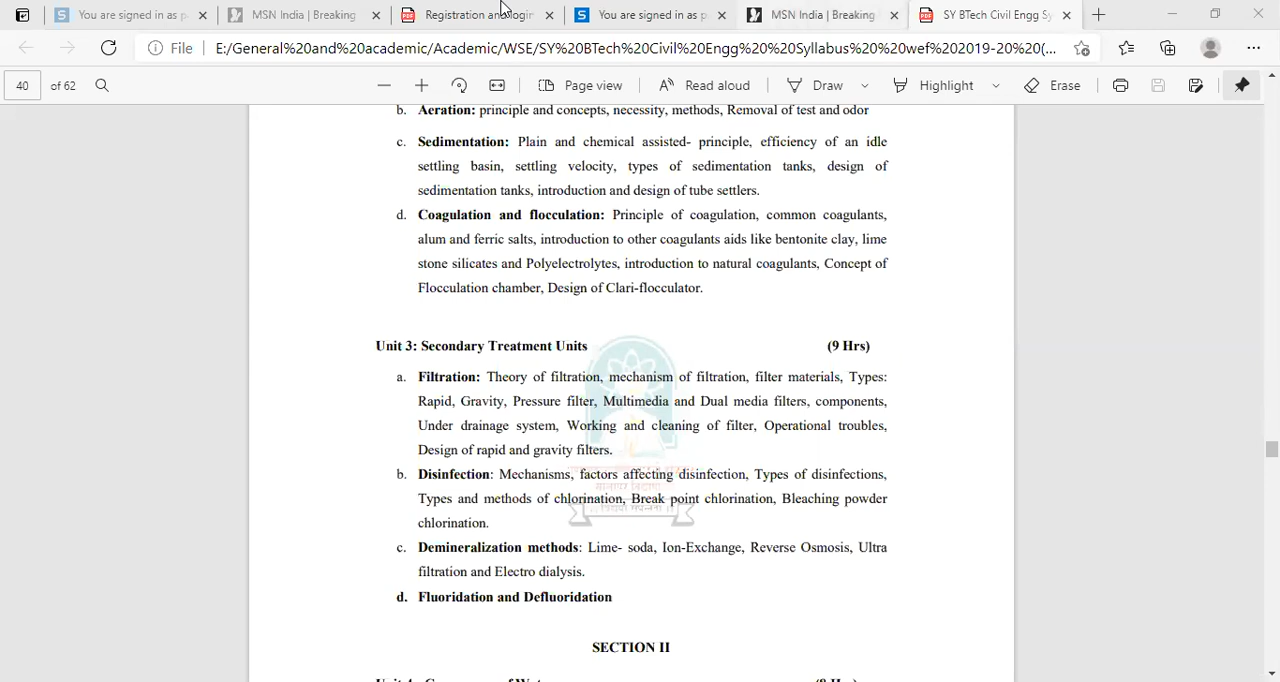 You are signed in as p
MSN India | Breaking
Registration and login
You are signed in as p
MSN India | Breaking
SY BTech Civil Engg Sy
File
E:/General%20and%20academic/Academic/WSE/SY%20BTech%20Civil%20Engg%20%20Syllabus%20%20wef%202019-20%20(...
40 of 62
Page view
Read aloud
Draw
Highlight
Erase
b. Aeration: principle and concepts, necessity, methods, Removal of test and odor
c. Sedimentation: Plain and chemical assisted- principle, efficiency of an idle
settling basin, settling velocity, types of sedimentation tanks, design of
sedimentation tanks, introduction and design of tube settlers.
d. Coagulation and flocculation: Principle of coagulation, common coagulants,
alum and ferric salts, introduction to other coagulants aids like bentonite clay, lime
stone silicates and Polyelectrolytes, introduction to natural coagulants, Concept of
Flocculation chamber, Design of Clari-flocculator.
Unit 3: Secondary Treatment Units (9 Hrs)
a. Filtration: Theory of filtration, mechanism of filtration, filter materials, Types:
Rapid, Gravity, Pressure filter, Multimedia and Dual media filters, components,
Under drainage system, Working and cleaning of filter, Operational troubles,
Design of rapid and gravity filters.
b. Disinfection: Mechanisms, factors affecting disinfection, Types of disinfections,
Types and methods of chlorination, Break point chlorination, Bleaching powder
chlorination.
c. Demineralization methods: Lime- soda, Ion-Exchange, Reverse Osmosis, Ultra
filtration and Electro dialysis.
d. Fluoridation and Defluoridation
SECTION II